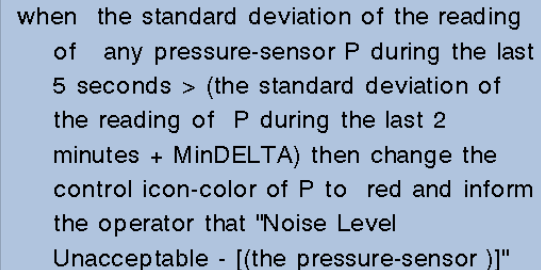 when the standard deviation of the reading
of any pressure-sensor P during the last
5 seconds > (the standard deviation of
the reading of P during the last 2
minutes + MinDELTA) then change the
control icon-color of P to red and inform
the operator that "Noise Level
Unacceptable - [(the pressure-sensor )]"